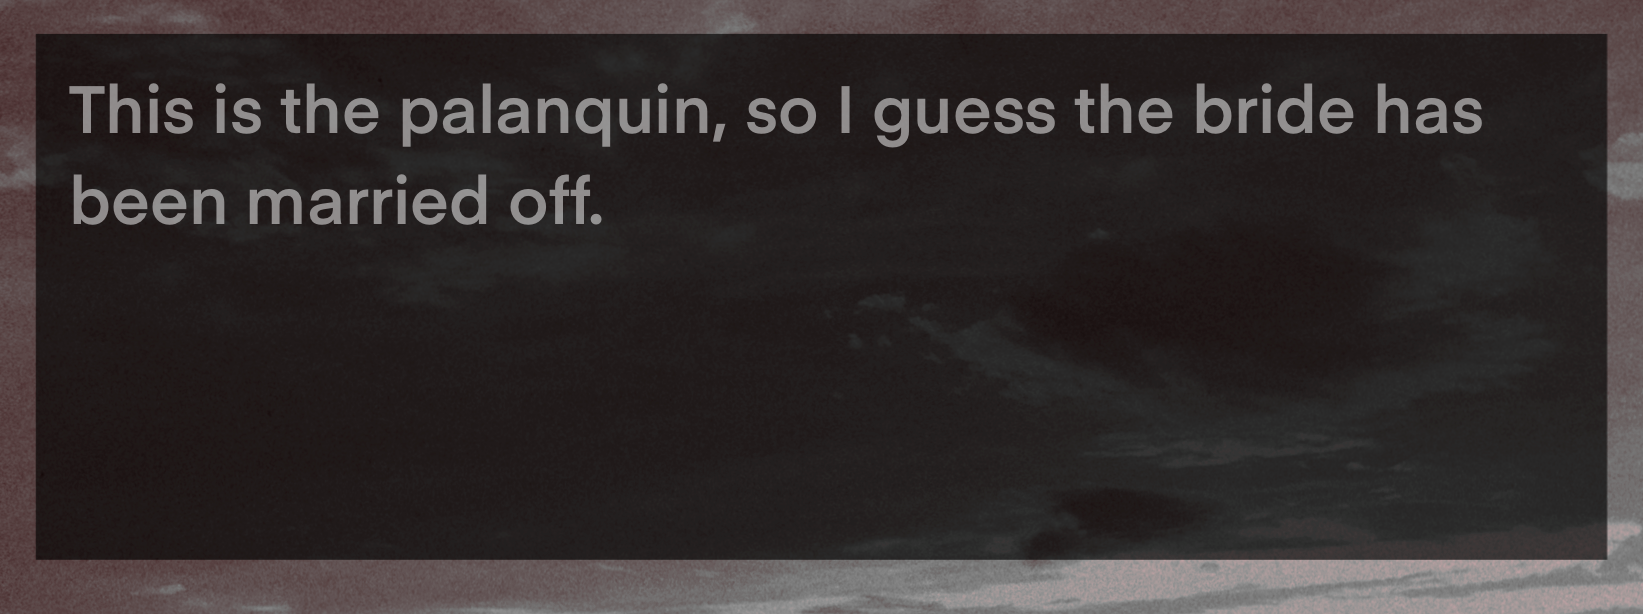 This is the palanquin, so I guess the bride has
been married off.